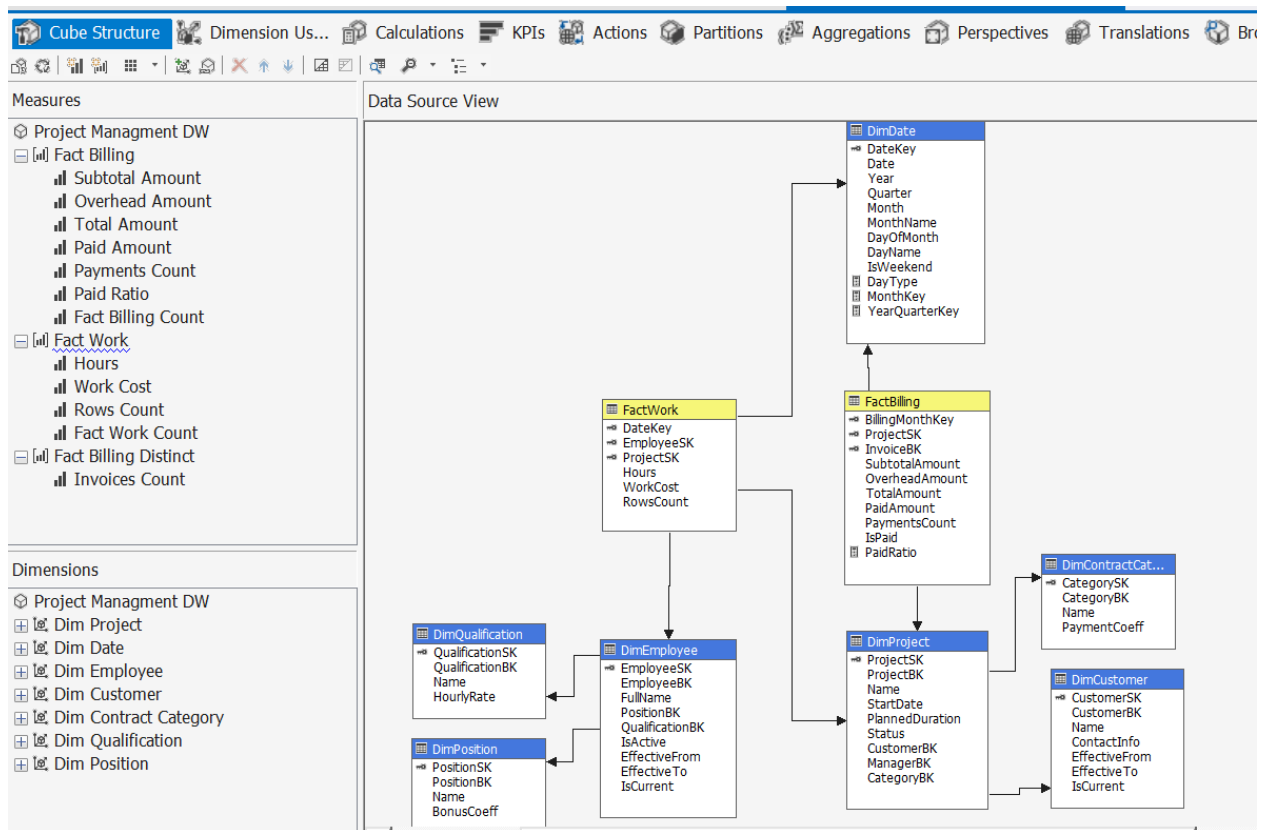 Cube Structure
Dimension Us...
Calculations
KPIs
Actions
Partitions
Aggregations
Perspectives
Translations
Bro
Measures
Project Managment DW
Fact Billing
Subtotal Amount
Overhead Amount
Total Amount
Paid Amount
Payments Count
Paid Ratio
Fact Billing Count
Fact Work
Hours
Work Cost
Rows Count
Fact Work Count
Fact Billing Distinct
Invoices Count
Dimensions
Project Managment DW
Dim Project
Dim Date
Dim Employee
Dim Customer
Dim Contract Category
Dim Qualification
Dim Position
Data Source View
DimDate
DateKey
Date
Year
Quarter
Month
MonthName
DayOfMonth
DayName
IsWeekend
DayType
MonthKey
YearQuarterKey
FactWork
DateKey
EmployeeSK
ProjectSK
Hours
WorkCost
RowsCount
FactBilling
BillingMonthKey
ProjectSK
InvoiceBK
SubtotalAmount
OverheadAmount
TotalAmount
PaidAmount
PaymentsCount
IsPaid
PaidRatio
DimContractCat...
CategorySK
CategoryBK
Name
PaymentCoeff
DimQualification
QualificationSK
QualificationBK
Name
HourlyRate
DimEmployee
EmployeeSK
EmployeeBK
FullName
PositionBK
QualificationBK
IsActive
EffectiveFrom
EffectiveTo
IsCurrent
DimProject
ProjectSK
ProjectBK
Name
StartDate
PlannedDuration
Status
CustomerBK
ManagerBK
CategoryBK
DimCustomer
CustomerSK
CustomerBK
Name
ContactInfo
EffectiveFrom
EffectiveTo
IsCurrent
DimPosition
PositionSK
PositionBK
Name
BonusCoeff